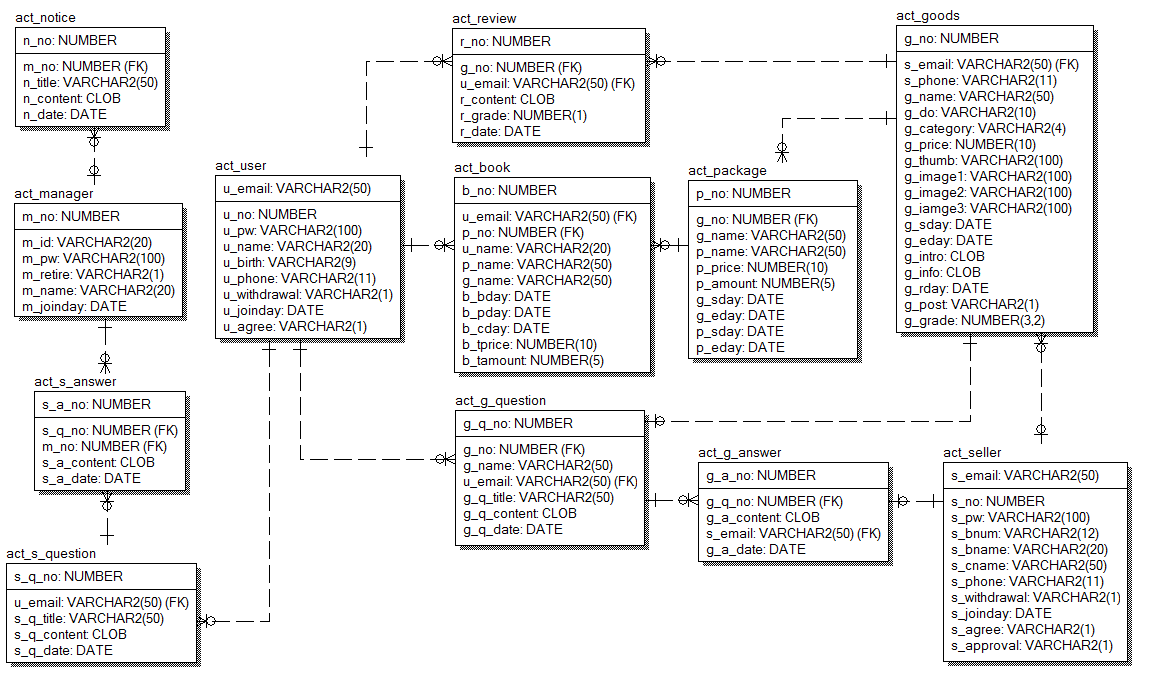 act_notice
n_no: NUMBER
m_no: NUMBER (FK)
n_title: VARCHAR2(50)
n_content: CLOB
n_date: DATE
act_manager
m_no: NUMBER
m_id: VARCHAR2(20)
m_pw: VARCHAR2(100)
m_retire: VARCHAR2(1)
m_name: VARCHAR2(20)
m_joinday: DATE
act_s_answer
s_a_no: NUMBER
s_q_no: NUMBER (FK)
m_no: NUMBER (FK)
s_a_content: CLOB
s_a_date: DATE
act_s_question
s_q_no: NUMBER
u_email: VARCHAR2(50) (FK)
s_q_title: VARCHAR2(50)
s_q_content: CLOB
s_q_date: DATE
act_user
u_email: VARCHAR2(50)
u_no: NUMBER
u_pw: VARCHAR2(100)
u_name: VARCHAR2(20)
u_birth: VARCHAR2(9)
u_phone: VARCHAR2(11)
u_withdrawal: VARCHAR2(1)
u_joinday: DATE
u_agree: VARCHAR2(1)
act_review
r_no: NUMBER
g_no: NUMBER (FK)
u_email: VARCHAR2(50) (FK)
r_content: CLOB
r_grade: NUMBER(1)
r_date: DATE
act_book
b_no: NUMBER
u_email: VARCHAR2(50) (FK)
p_no: NUMBER (FK)
u_name: VARCHAR2(20)
p_name: VARCHAR2(50)
g_name: VARCHAR2(50)
b_bday: DATE
b_pday: DATE
b_cday: DATE
b_tprice: NUMBER(10)
b_tamount: NUMBER(5)
act_g_question
g_q_no: NUMBER
g_no: NUMBER (FK)
g_name: VARCHAR2(50)
u_email: VARCHAR2(50) (FK)
g_q_title: VARCHAR2(50)
g_q_content: CLOB
g_q_date: DATE
act_package
p_no: NUMBER
g_no: NUMBER (FK)
g_name: VARCHAR2(50)
p_name: VARCHAR2(50)
p_price: NUMBER(10)
p_amount: NUMBER(5)
g_sday: DATE
g_eday: DATE
p_sday: DATE
p_eday: DATE
act_g_answer
g_a_no: NUMBER
g_q_no: NUMBER (FK)
g_a_content: CLOB
s_email: VARCHAR2(50) (FK)
g_a_date: DATE
act_goods
g_no: NUMBER
s_email: VARCHAR2(50) (FK)
s_phone: VARCHAR2(11)
g_name: VARCHAR2(50)
g_do: VARCHAR2(10)
g_category: VARCHAR2(4)
g_price: NUMBER(10)
g_thumb: VARCHAR2(100)
g_image1: VARCHAR2(100)
g_image2: VARCHAR2(100)
g_iamge3: VARCHAR2(100)
g_sday: DATE
g_eday: DATE
g_intro: CLOB
g_info: CLOB
g_rday: DATE
g_post: VARCHAR2(1)
g_grade: NUMBER(3,2)
act_seller
s_email: VARCHAR2(50)
s_no: NUMBER
s_pw: VARCHAR2(100)
s_bnum: VARCHAR2(12)
s_bname: VARCHAR2(20)
s_cname: VARCHAR2(50)
s_phone: VARCHAR2(11)
s_withdrawal: VARCHAR2(1)
s_joinday: DATE
s_agree: VARCHAR2(1)
s_approval: VARCHAR2(1)